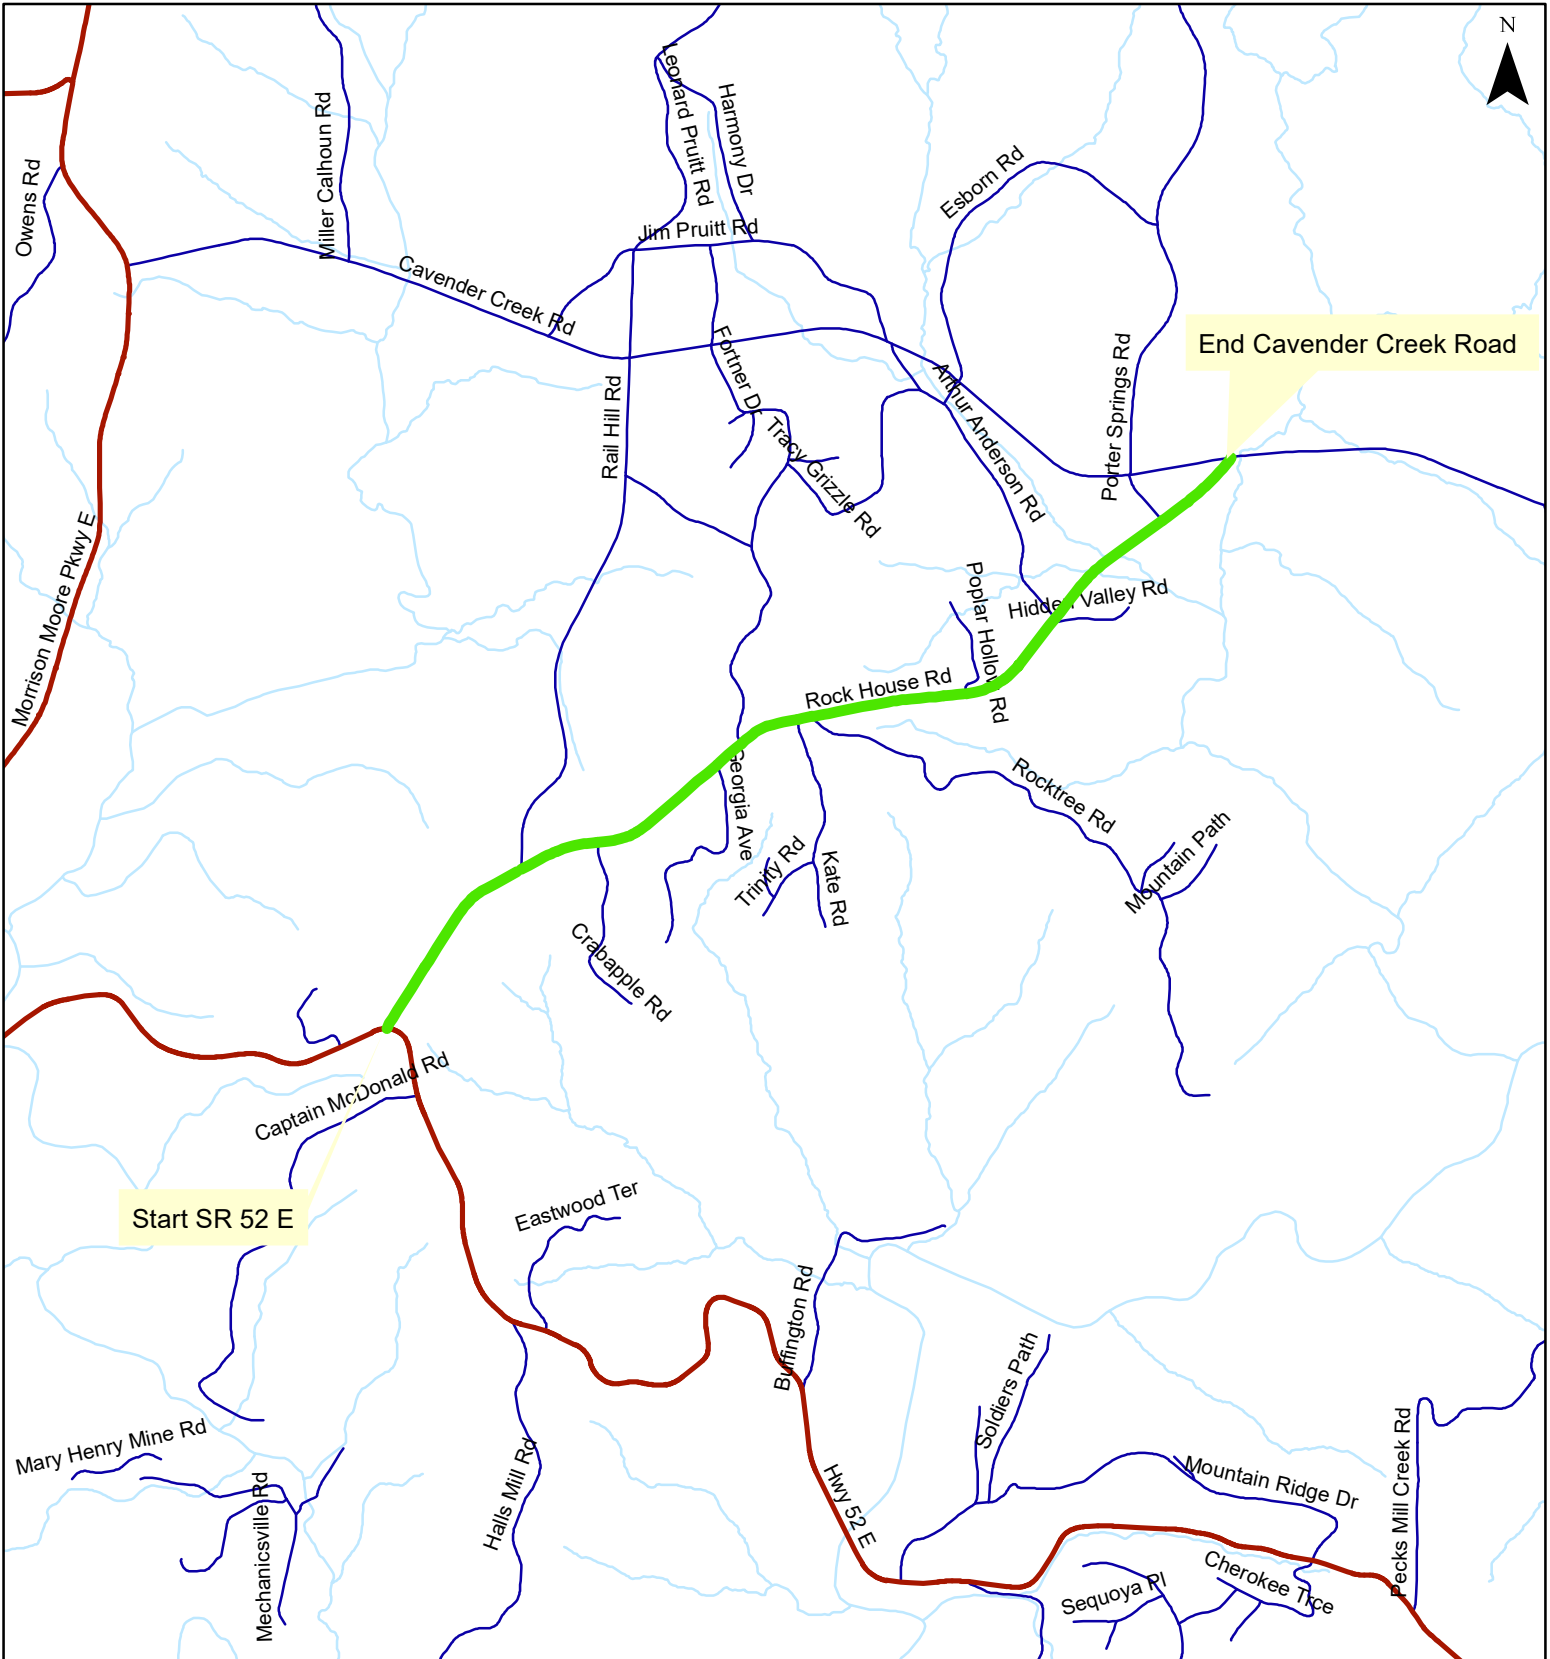 N
Leonard Pruitt Rd
Harmony Dr
Miller Calhoun Rd
Owens Rd
Esborn Rd
Jim Pruitt Rd
Cavender Creek Rd
End Cavender Creek Road
Fortner Dr
Porter Springs Rd
Arthur Anderson Rd
Rail Hill Rd
Tracy Grizzle Rd
Morrison Moore Pkwy E
Poplar Hollow Rd
Hidden Valley Rd
Rock House Rd
Georgia Ave
Rocktree Rd
Mountain Path
Trinity Rd
Kate Rd
Crabapple Rd
Captain McDonald Rd
Start SR 52 E
Eastwood Ter
Buffington Rd
Soldiers Path
Mary Henry Mine Rd
Mechanicsville Rd
Halls Mill Rd
Hwy 52 E
Mountain Ridge Dr
Pecks Mill Creek Rd
Sequoya Pl
Cherokee Trce